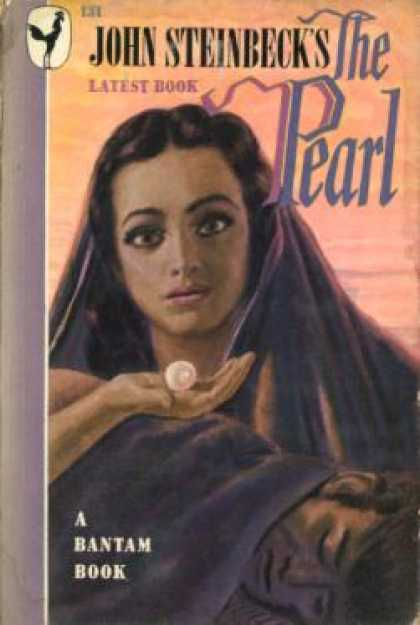 131
JOHN STEINBECK'S
LATEST BOOK
The
Pearl
A
BANTAM
BOOK